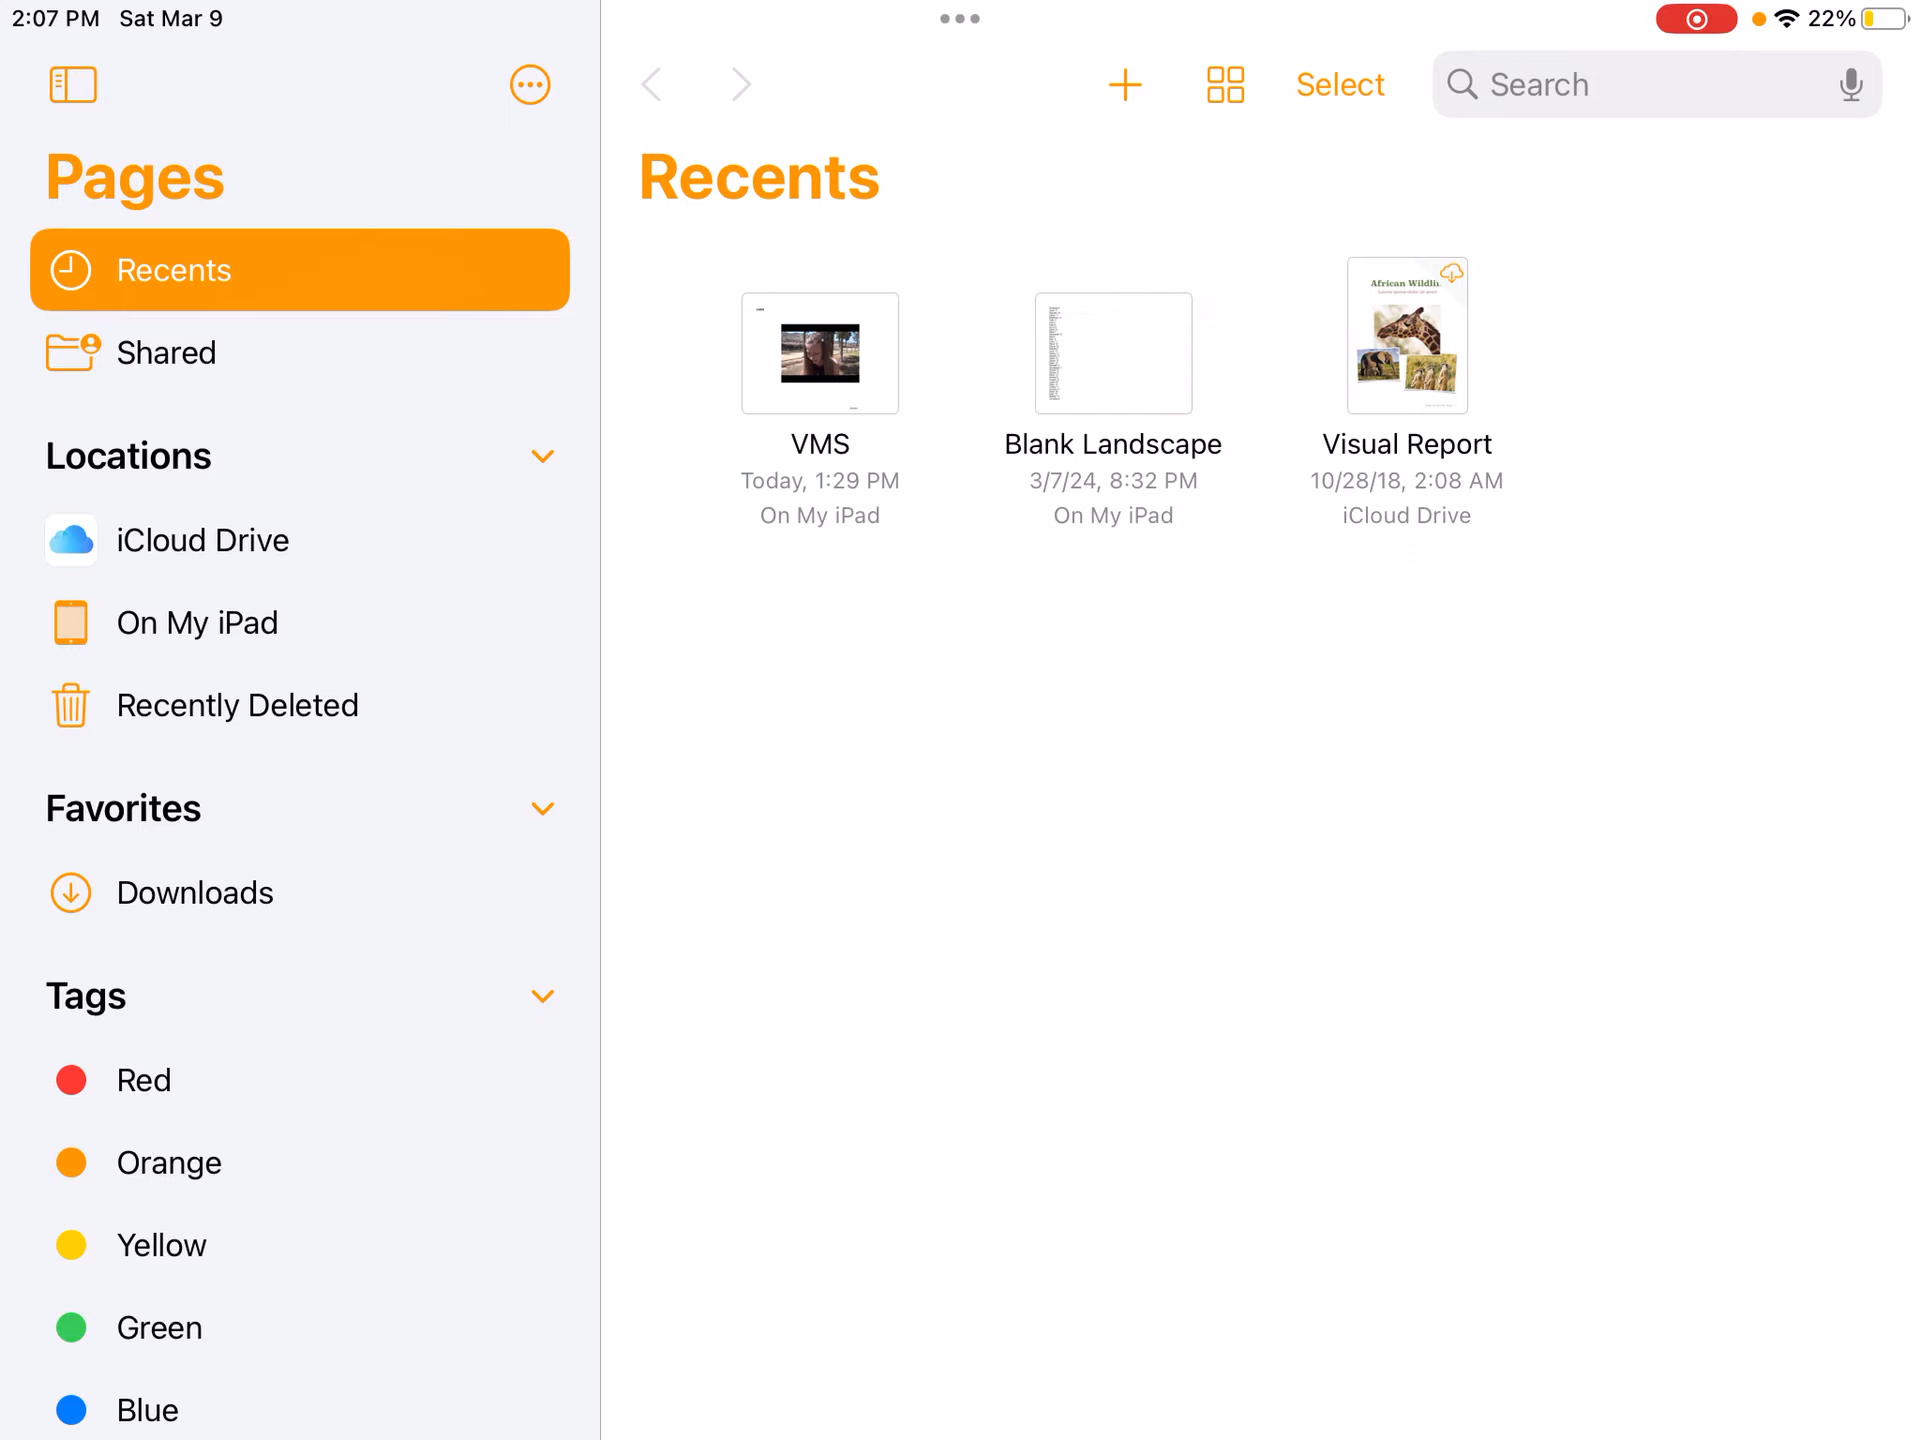 2:07 PM Sat Mar 9
22%
Pages
Recents
Shared
Locations
iCloud Drive
On My iPad
Recently Deleted
Favorites
Downloads
Tags
Red
Orange
Yellow
Green
Blue
Select
Search
Recents
African Wildli
VMS
Today, 1:29 PM
On My iPad
Blank Landscape
3/7/24, 8:32 PM
On My iPad
Visual Report
10/28/18, 2:08 AM
iCloud Drive